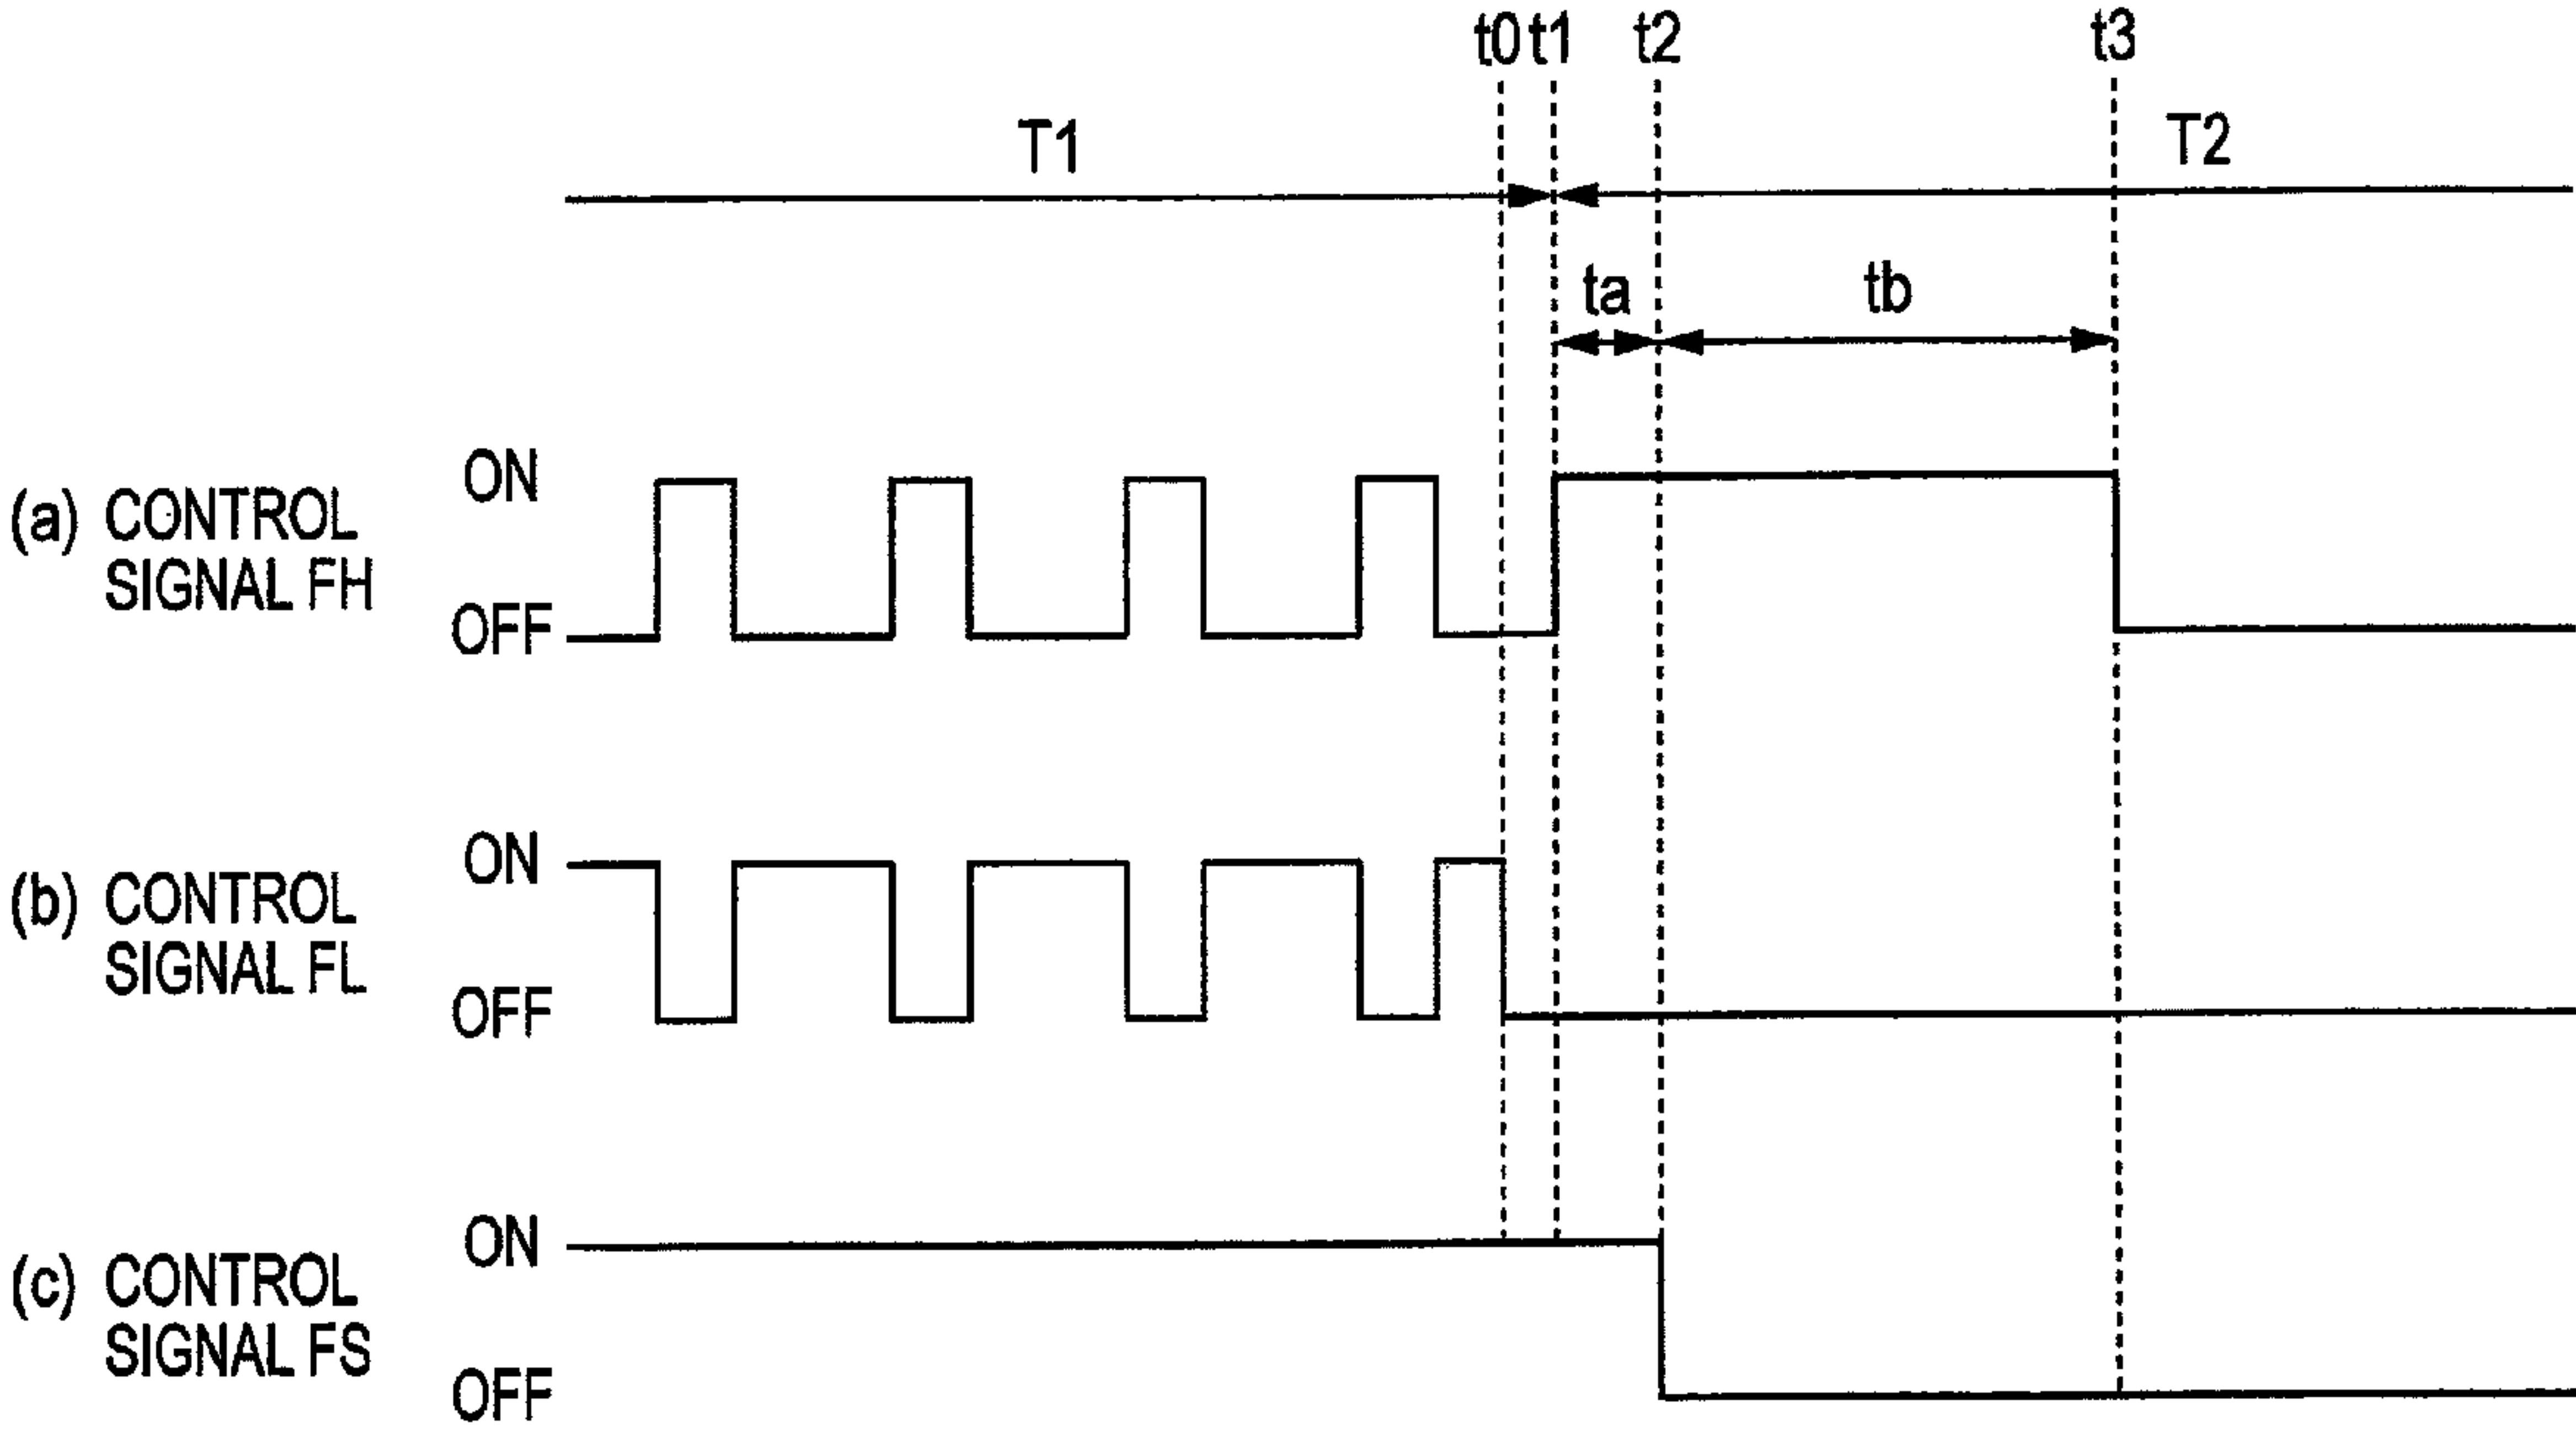 t0 t1 t2 t3
T1 T2
ta tb
(a) CONTROL
SIGNAL FH
ON
OFF
(b) CONTROL
SIGNAL FL
ON
OFF
(c) CONTROL
SIGNAL FS
ON
OFF